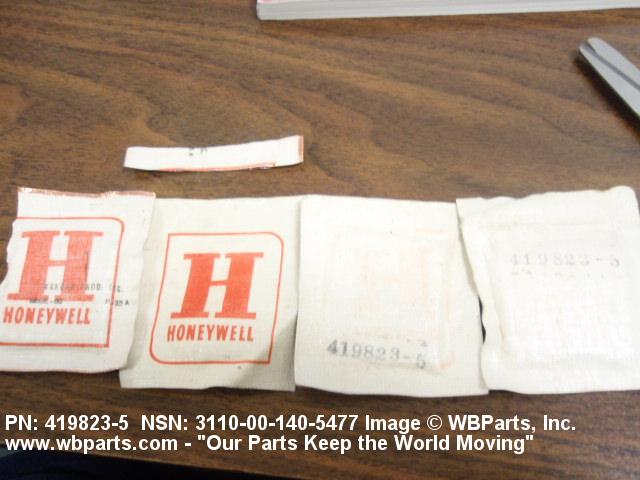 H
HONEYWELL
H
HONEYWELL
419823-5
419823-5
PN: 419823-5 NSN: 3110-00-140-5477 Image © WBParts, Inc.
www.wbparts.com - "Our Parts Keep the World Moving"